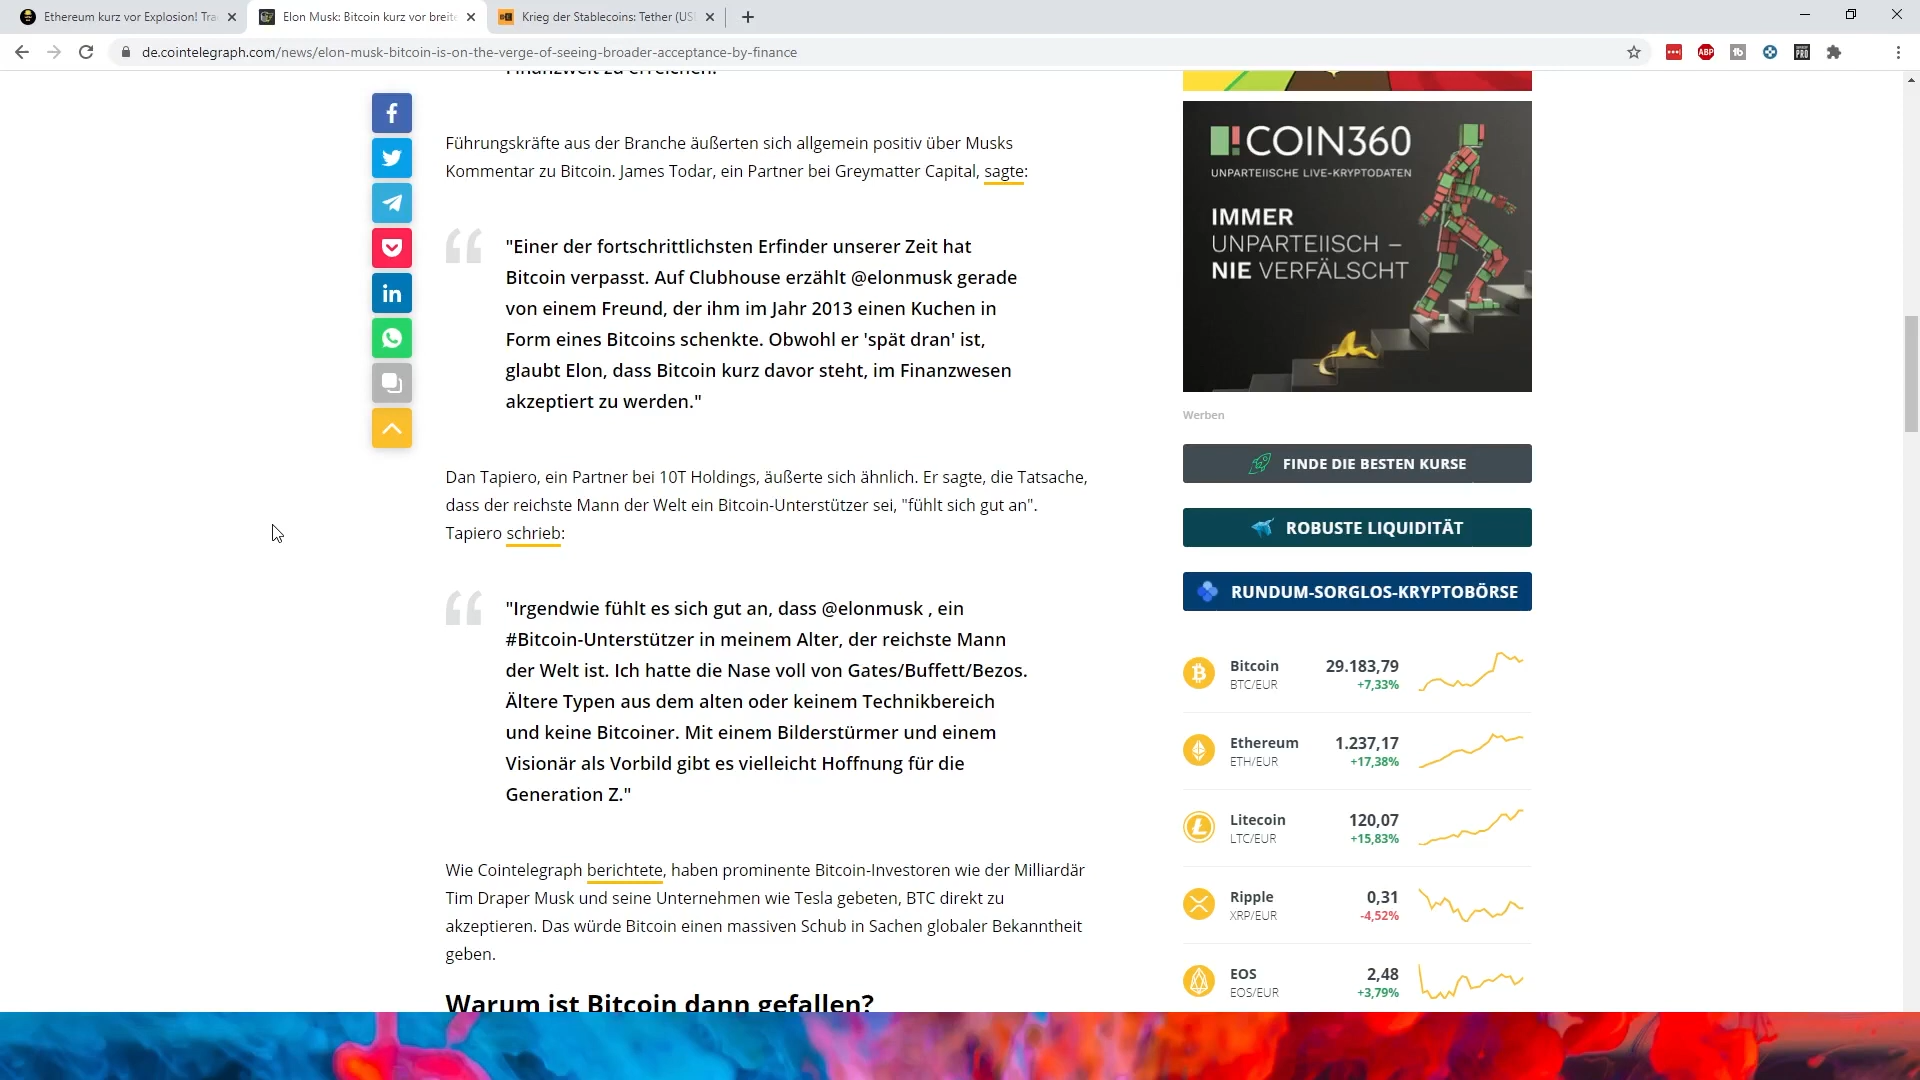 Ethereum kurz vor Explosion! Tra
Elon Musk: Bitcoin kurz vor breite
Krieg der Stablecoins: Tether (US
de.cointelegraph.com/news/elon-musk-bitcoin-is-on-the-verge-of-seeing-broader-acceptance-by-finance
ABP
PRO
Finanzwelt zu erreichen."
Führungskräfte aus der Branche äußerten sich allgemein positiv über Musks
Kommentar zu Bitcoin. James Todar, ein Partner bei Greymatter Capital, sagte:
"Einer der fortschrittlichsten Erfinder unserer Zeit hat
Bitcoin verpasst. Auf Clubhouse erzählt @elonmusk gerade
von einem Freund, der ihm im Jahr 2013 einen Kuchen in
Form eines Bitcoins schenkte. Obwohl er 'spät dran' ist,
glaubt Elon, dass Bitcoin kurz davor steht, im Finanzwesen
akzeptiert zu werden."
Dan Tapiero, ein Partner bei 10T Holdings, äußerte sich ähnlich. Er sagte, die Tatsache,
dass der reichste Mann der Welt ein Bitcoin-Unterstützer sei, "fühlt sich gut an".
Tapiero schrieb:
"Irgendwie fühlt es sich gut an, dass @elonmusk , ein
#Bitcoin-Unterstützer in meinem Alter, der reichste Mann
der Welt ist. Ich hatte die Nase voll von Gates/Buffett/Bezos.
Ältere Typen aus dem alten oder keinem Technikbereich
und keine Bitcoiner. Mit einem Bilderstürmer und einem
Visionär als Vorbild gibt es vielleicht Hoffnung für die
Generation Z."
Wie Cointelegraph berichtete, haben prominente Bitcoin-Investoren wie der Milliardär
Tim Draper Musk und seine Unternehmen wie Tesla gebeten, BTC direkt zu
akzeptieren. Das würde Bitcoin einen massiven Schub in Sachen globaler Bekanntheit
geben.
Warum ist Bitcoin dann gefallen?
COIN360
UNPARTEIISCHE LIVE-KRYPTODATEN
IMMER
UNPARTEIISCH –
NIE VERFÄLSCHT
Werben
FINDE DIE BESTEN KURSE
ROBUSTE LIQUIDITÄT
RUNDUM-SORGLOS-KRYPTOBÖRSE
Bitcoin 29.183,79
BTC/EUR +7,33%
Ethereum 1.237,17
ETH/EUR +17,38%
Litecoin 120,07
LTC/EUR +15,83%
Ripple 0,31
XRP/EUR -4,52%
EOS 2,48
EOS/EUR +3,79%